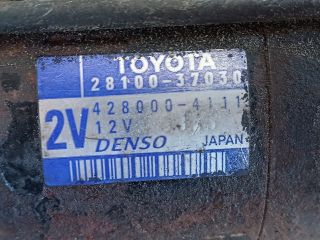 TOYOTA
28100-37030
428000-4111
2V 12V
DENSO JAPAN